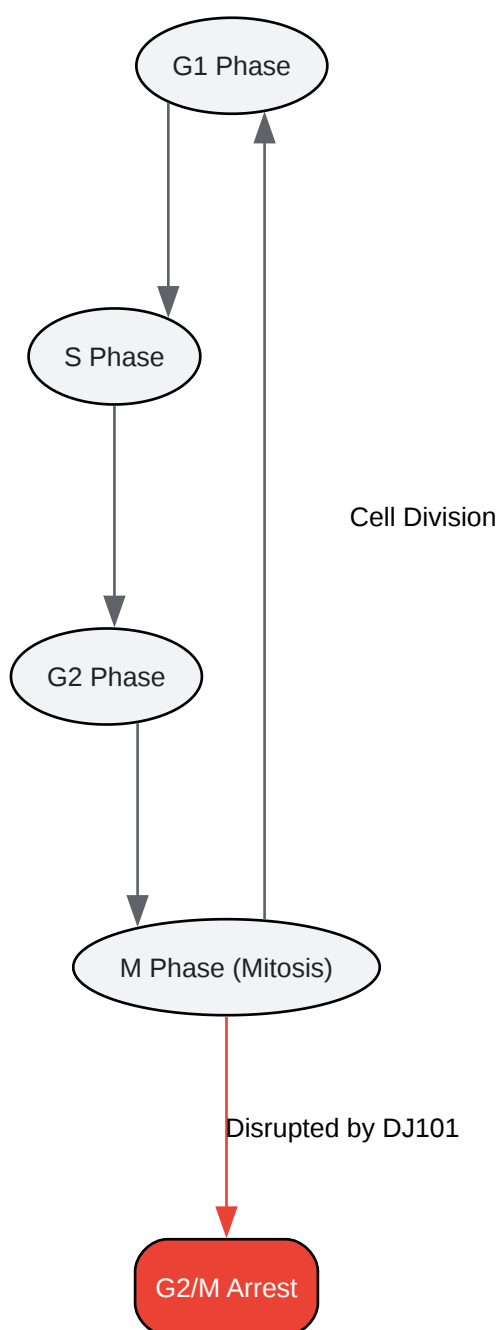 G1 Phase
S Phase
Cell Division
G2 Phase
M Phase (Mitosis)
Disrupted by DJ101
G2/M Arrest